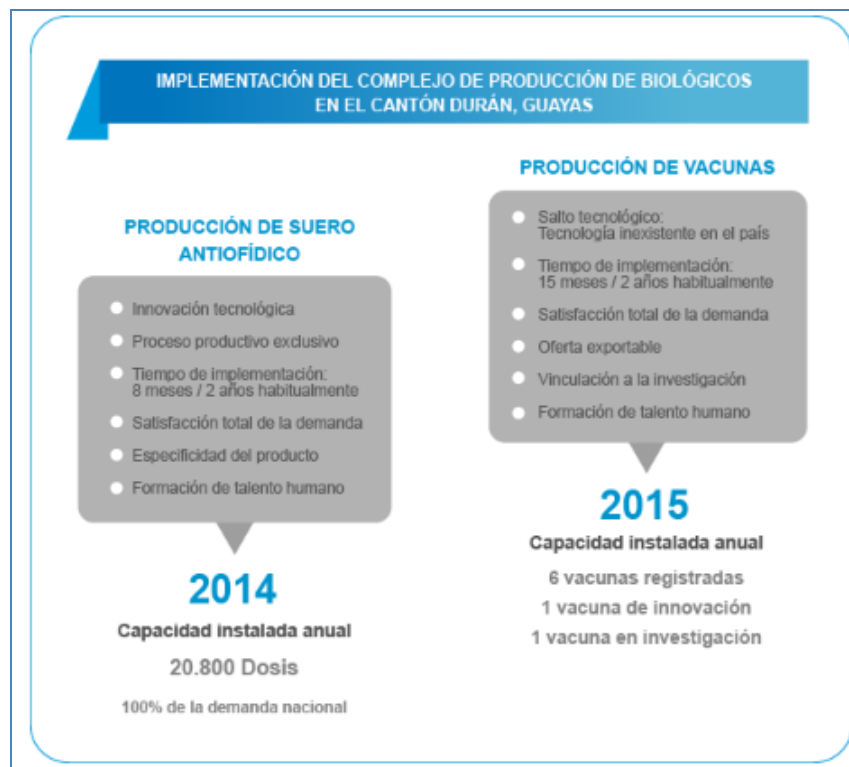 IMPLEMENTACIÓN DEL COMPLEJO DE PRODUCCIÓN DE BIOLÓGICOS
EN EL CANTÓN DURÁN, GUAYAS
PRODUCCIÓN DE SUERO
ANTIOFÍDICO
Innovación tecnológica
Proceso productivo exclusivo
Tiempo de implementación:
8 meses / 2 años habitualmente
Satisfacción total de la demanda
Especificidad del producto
Formación de talento humano
2014
Capacidad instalada anual
20.800 Dosis
100% de la demanda nacional
PRODUCCIÓN DE VACUNAS
Salto tecnológico:
Tecnología inexistente en el país
Tiempo de implementación:
15 meses / 2 años habitualmente
Satisfacción total de la demanda
Oferta exportable
Vinculación a la investigación
Formación de talento humano
2015
Capacidad instalada anual
6 vacunas registradas
1 vacuna de innovación
1 vacuna en investigación